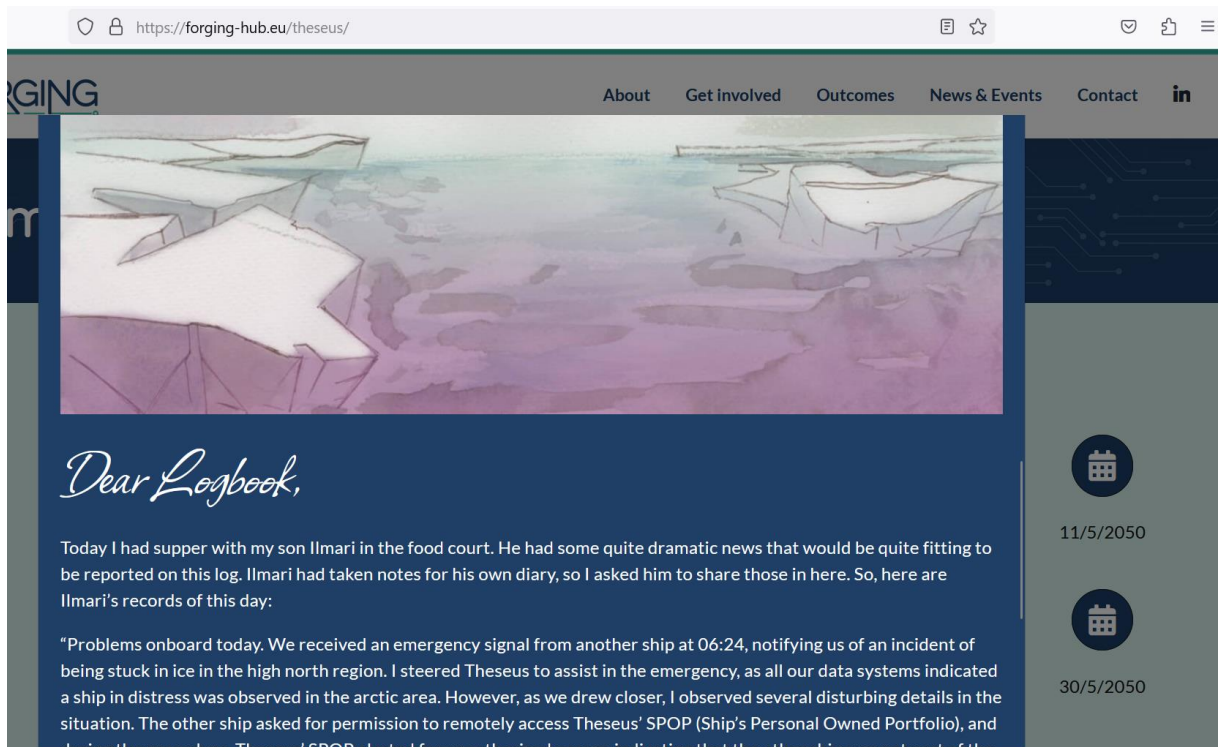 https://forging-hub.eu/theseus/
RGING
About Get involved Outcomes News & Events Contact in
m
Dear Logbook,
Today I had supper with my son Ilmari in the food court. He had some quite dramatic news that would be quite fitting to
be reported on this log. Ilmari had taken notes for his own diary, so I asked him to share those in here. So, here are
Ilmari's records of this day:
“Problems onboard today. We received an emergency signal from another ship at 06:24, notifying us of an incident of
being stuck in ice in the high north region. I steered Theseus to assist in the emergency, as all our data systems indicated
a ship in distress was observed in the arctic area. However, as we drew closer, I observed several disturbing details in the
situation. The other ship asked for permission to remotely access Theseus’ SPOP (Ship’s Personal Owned Portfolio), and
11/5/2050
30/5/2050